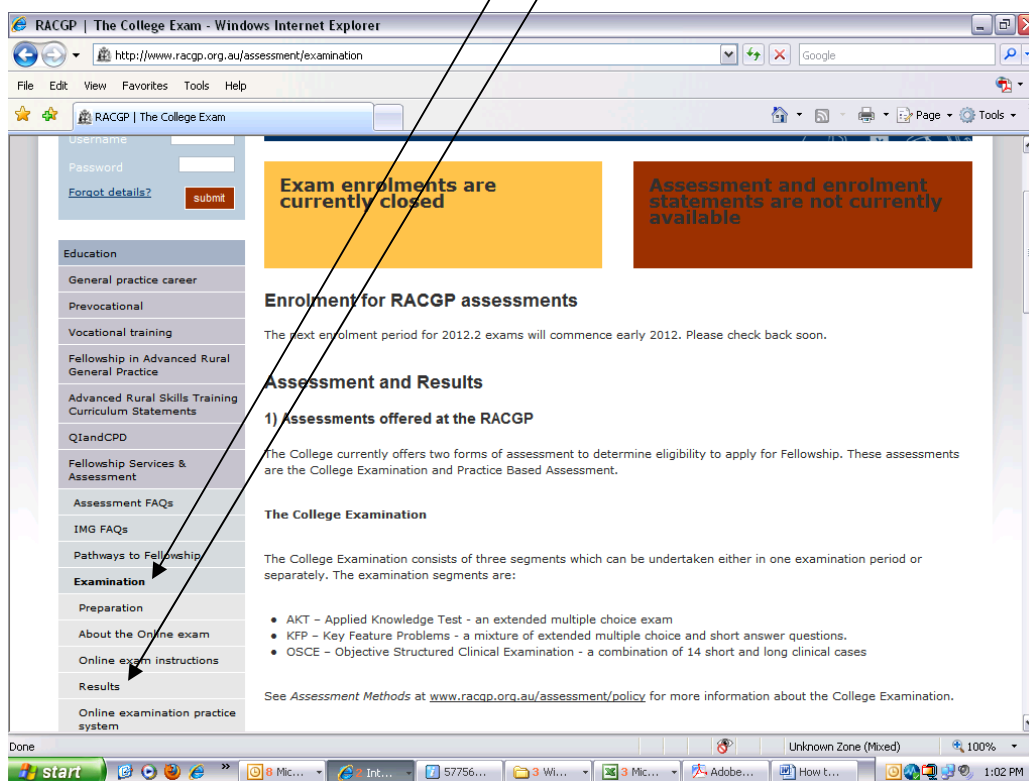 RACGP | The College Exam - Windows Internet Explorer
http://www.racgp.org.au/assessment/examination
Google
File Edit View Favorites Tools Help
RACGP | The College Exam
Page Tools
Username
Password
Forgot details?
submit
Exam enrolments are
currently closed
Assessment and enrolment
statements are not currently
available
Education
General practice career
Prevocational
Vocational training
Fellowship in Advanced Rural
General Practice
Advanced Rural Skills Training
Curriculum Statements
QIandCPD
Fellowship Services &
Assessment
Assessment FAQs
IMG FAQs
Pathways to Fellowship
Examination
Preparation
About the Online exam
Online exam instructions
Results
Online examination practice
system
Enrolment for RACGP assessments
The next enrolment period for 2012.2 exams will commence early 2012. Please check back soon.
Assessment and Results
1) Assessments offered at the RACGP
The College currently offers two forms of assessment to determine eligibility to apply for Fellowship. These assessments
are the College Examination and Practice Based Assessment.
The College Examination
The College Examination consists of three segments which can be undertaken either in one examination period or
separately. The examination segments are:
• AKT – Applied Knowledge Test - an extended multiple choice exam
• KFP – Key Feature Problems - a mixture of extended multiple choice and short answer questions.
• OSCE – Objective Structured Clinical Examination - a combination of 14 short and long clinical cases
See Assessment Methods at www.racgp.org.au/assessment/policy for more information about the College Examination.
Done
Unknown Zone (Mixed)
100%
start
8 Mic...
2 Int...
57756...
3 Wi...
3 Mic...
Adobe...
How t...
1:02 PM